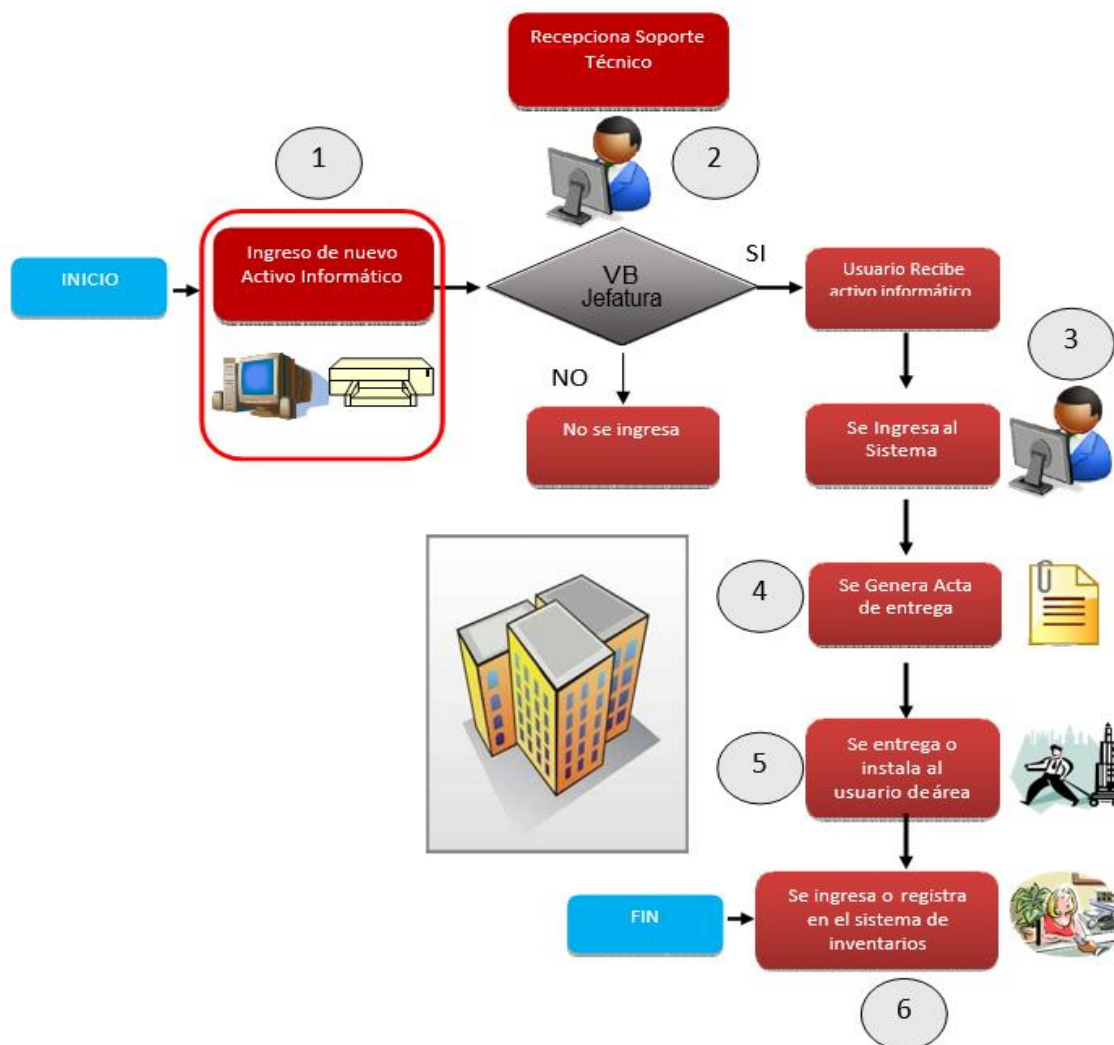 Recepciona Soporte
Técnico
1
2
INICIO
Ingreso de nuevo
Activo Informático
VB
Jefatura
SI
Usuario Recibe
activo informático
3
NO
No se ingresa
Se Ingresa al
Sistema
4
Se Genera Acta
de entrega
5
Se entrega o
instala al
usuario de área
FIN
Se ingresa o registra
en el sistema de
inventarios
6